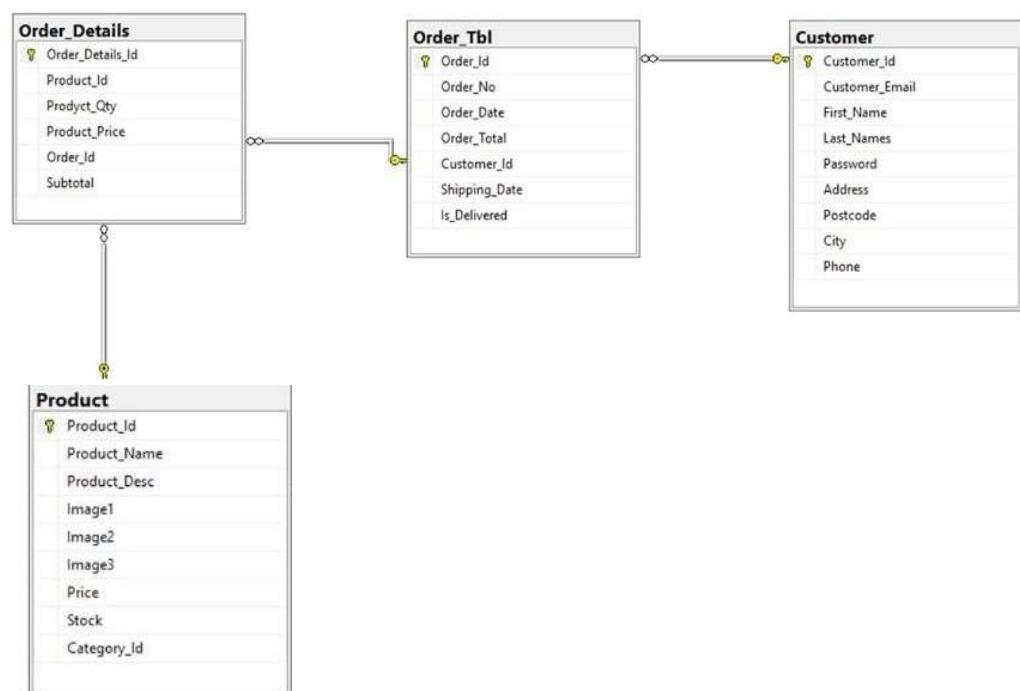 Order_Details
Order_Details_Id
Product_Id
Prodyct_Qty
Product_Price
Order_Id
Subtotal
Order_Tbl
Order_Id
Order_No
Order_Date
Order_Total
Customer_Id
Shipping_Date
Is_Delivered
Customer
Customer_Id
Customer_Email
First_Name
Last_Names
Password
Address
Postcode
City
Phone
Product
Product_Id
Product_Name
Product_Desc
Image1
Image2
Image3
Price
Stock
Category_Id